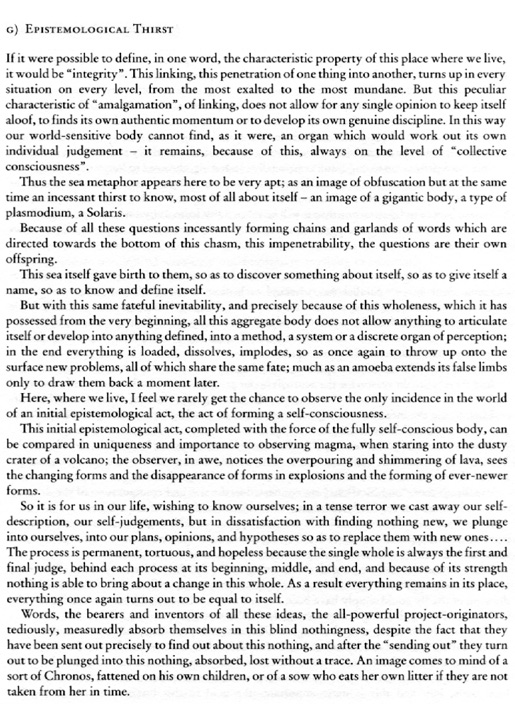 G) EPISTEMOLOGICAL THIRST
If it were possible to define, in one word, the characteristic property of this place where we live,
it would be "integrity". This linking, this penetration of one thing into another, turns up in every
situation on every level, from the most exalted to the most mundane. But this peculiar
characteristic of "amalgamation", of linking, does not allow for any single opinion to keep itself
aloof, to finds its own authentic momentum or to develop its own genuine discipline. In this way
our world-sensitive body cannot find, as it were, an organ which would work out its own
individual judgement – it remains, because of this, always on the level of "collective
consciousness".
Thus the sea metaphor appears here to be very apt; as an image of obfuscation but at the same
time an incessant thirst to know, most of all about itself – an image of a gigantic body, a type of
plasmodium, a Solaris.
Because of all these questions incessantly forming chains and garlands of words which are
directed towards the bottom of this chasm, this impenetrability, the questions are their own
offspring.
This sea itself gave birth to them, so as to discover something about itself, so as to give itself a
name, so as to know and define itself.
But with this same fateful inevitability, and precisely because of this wholeness, which it has
possessed from the very beginning, all this aggregate body does not allow anything to articulate
itself or develop into anything defined, into a method, a system or a discrete organ of perception;
in the end everything is loaded, dissolves, implodes, so as once again to throw up onto the
surface new problems, all of which share the same fate; much as an amoeba extends its false limbs
only to draw them back a moment later.
Here, where we live, I feel we rarely get the chance to observe the only incidence in the world
of an initial epistemological act, the act of forming a self-consciousness.
This initial epistemological act, completed with the force of the fully self-conscious body, can
be compared in uniqueness and importance to observing magma, when staring into the dusty
crater of a volcano; the observer, in awe, notices the overpouring and shimmering of lava, sees
the changing forms and the disappearance of forms in explosions and the forming of ever-newer
forms.
So it is for us in our life, wishing to know ourselves; in a tense terror we cast away our self-
description, our self-judgements, but in dissatisfaction with finding nothing new, we plunge
into ourselves, into our plans, opinions, and hypotheses so as to replace them with new ones....
The process is permanent, tortuous, and hopeless because the single whole is always the first and
final judge, behind each process at its beginning, middle, and end, and because of its strength
nothing is able to bring about a change in this whole. As a result everything remains in its place,
everything once again turns out to be equal to itself.
Words, the bearers and inventors of all these ideas, the all-powerful project-originators,
tediously, measuredly absorb themselves in this blind nothingness, despite the fact that they
have been sent out precisely to find out about this nothing, and after the "sending out" they turn
out to be plunged into this nothing, absorbed, lost without a trace. An image comes to mind of a
sort of Chronos, fattened on his own children, or of a sow who eats her own litter if they are not
taken from her in time.